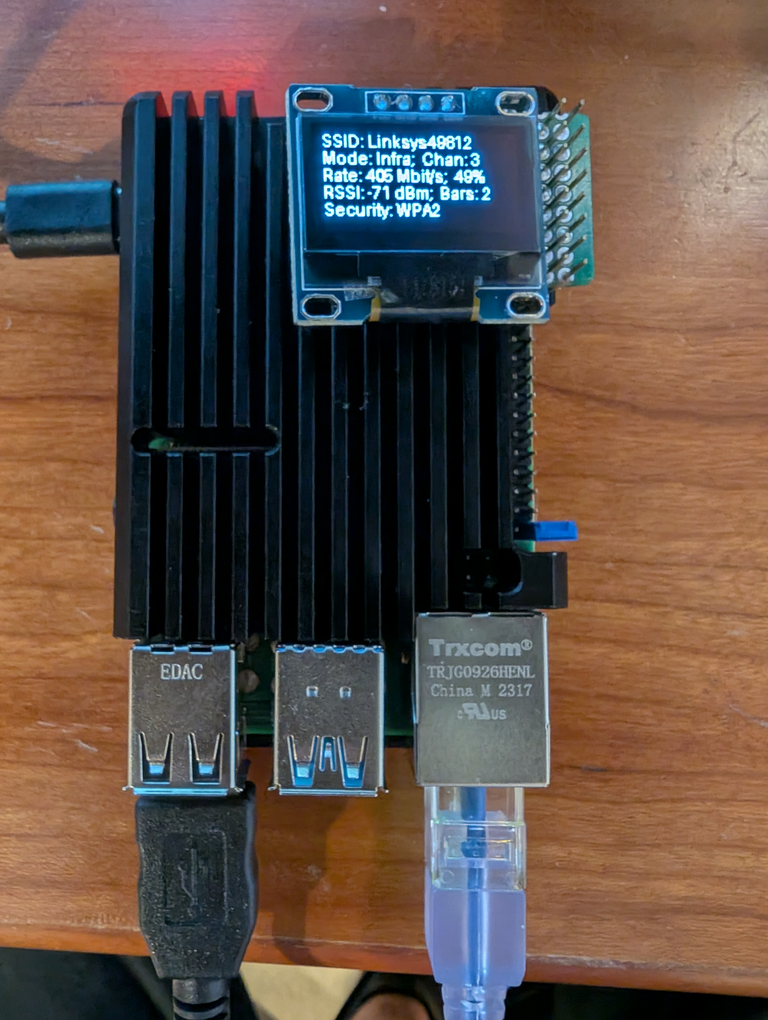 SSID: Linksys49612
Mode: Infra; Chan: 3
Rate: 405 Mbit/s; 49%
RSSI: -71 dBm; Bars: 2
Security: WPA2
EDAC
Trxcom®
TRJG0926HENL
China M 2317
c UL US